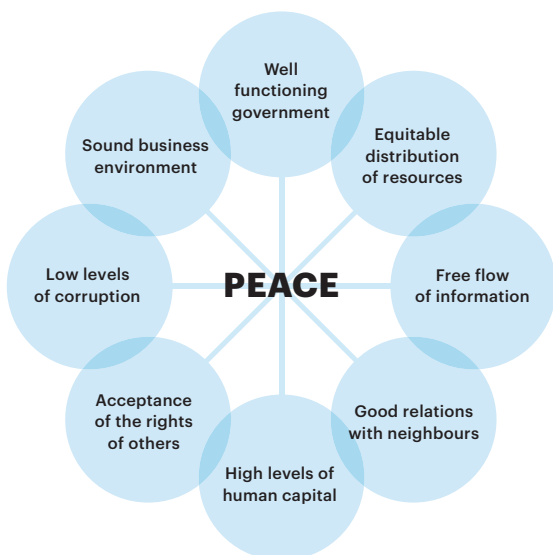 Well
functioning
government
Equitable
distribution
of resources
Free flow
of information
Good relations
with neighbours
High levels of
human capital
Acceptance
of the rights
of others
Low levels
of corruption
Sound business
environment
PEACE